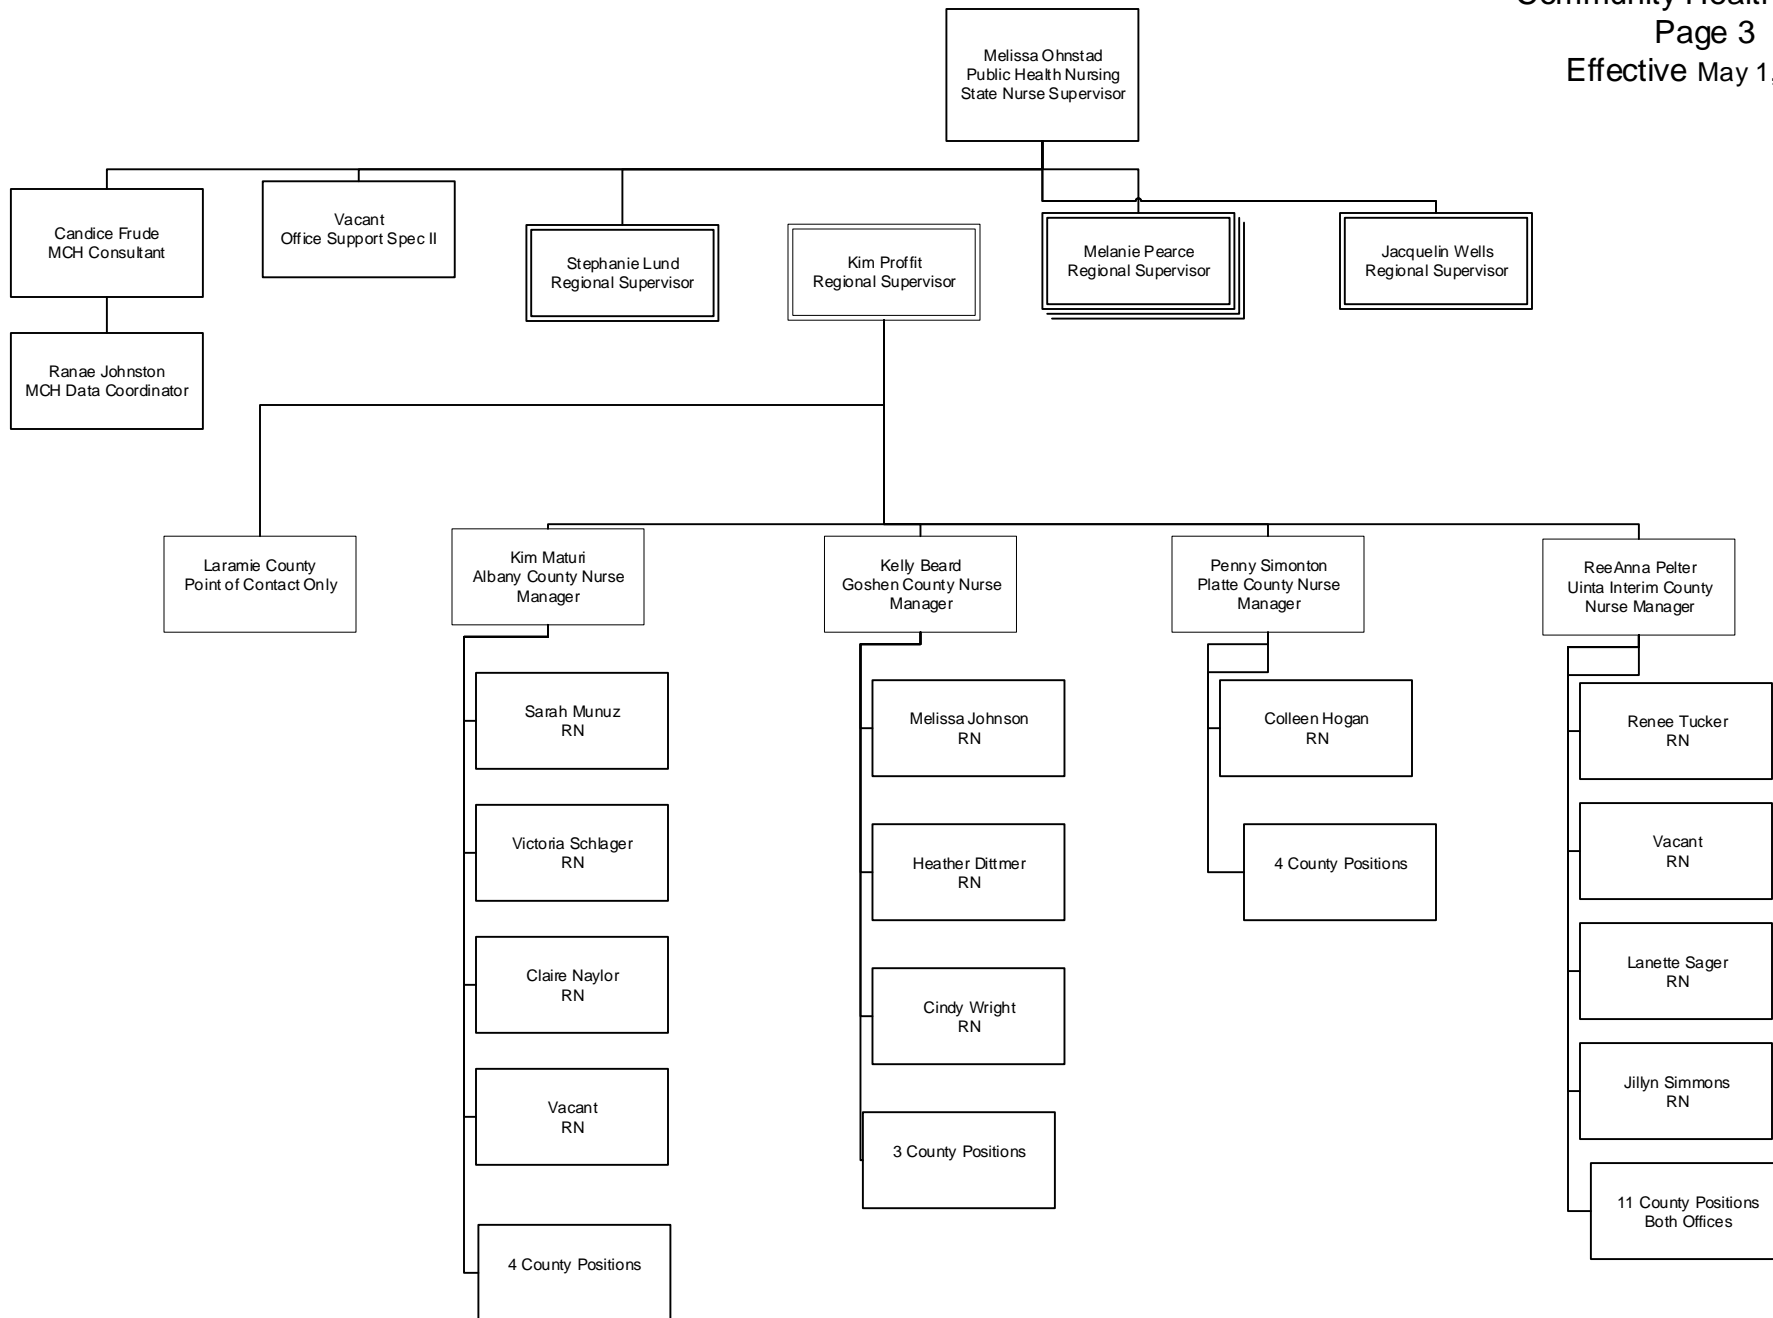 Community Health
Page 3
Effective May 1,
Melissa Ohnstad
Public Health Nursing
State Nurse Supervisor
Candice Frude
MCH Consultant
Vacant
Office Support Spec II
Stephanie Lund
Regional Supervisor
Kim Proffit
Regional Supervisor
Melanie Pearce
Regional Supervisor
Jacquelin Wells
Regional Supervisor
Ranae Johnston
MCH Data Coordinator
Laramie County
Point of Contact Only
Kim Maturi
Albany County Nurse
Manager
Kelly Beard
Goshen County Nurse
Manager
Penny Simonton
Platte County Nurse
Manager
ReeAnna Pelter
Uinta Interim County
Nurse Manager
Sarah Munuz
RN
Victoria Schlager
RN
Claire Naylor
RN
Vacant
RN
4 County Positions
Melissa Johnson
RN
Heather Dittmer
RN
Cindy Wright
RN
3 County Positions
Colleen Hogan
RN
4 County Positions
Renee Tucker
RN
Vacant
RN
Lanette Sager
RN
Jillyn Simmons
RN
11 County Positions
Both Offices